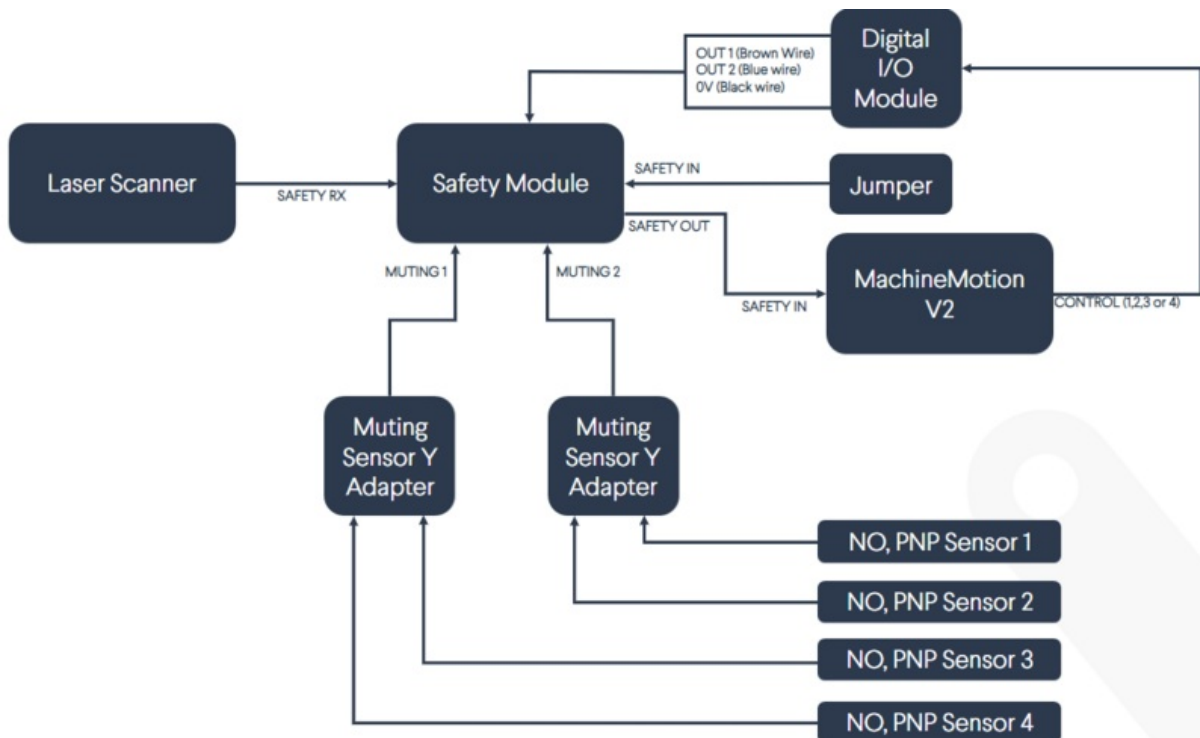 Digital
I/O
Module
OUT 1 (Brown Wire)
OUT 2 (Blue wire)
0V (Black wire)
Laser Scanner
SAFETY RX
Safety Module
SAFETY IN
Jumper
SAFETY OUT
MUTING 1
MUTING 2
SAFETY IN
MachineMotion
V2
CONTROL (1,2,3 or 4)
Muting
Sensor Y
Adapter
Muting
Sensor Y
Adapter
NO, PNP Sensor 1
NO, PNP Sensor 2
NO, PNP Sensor 3
NO, PNP Sensor 4